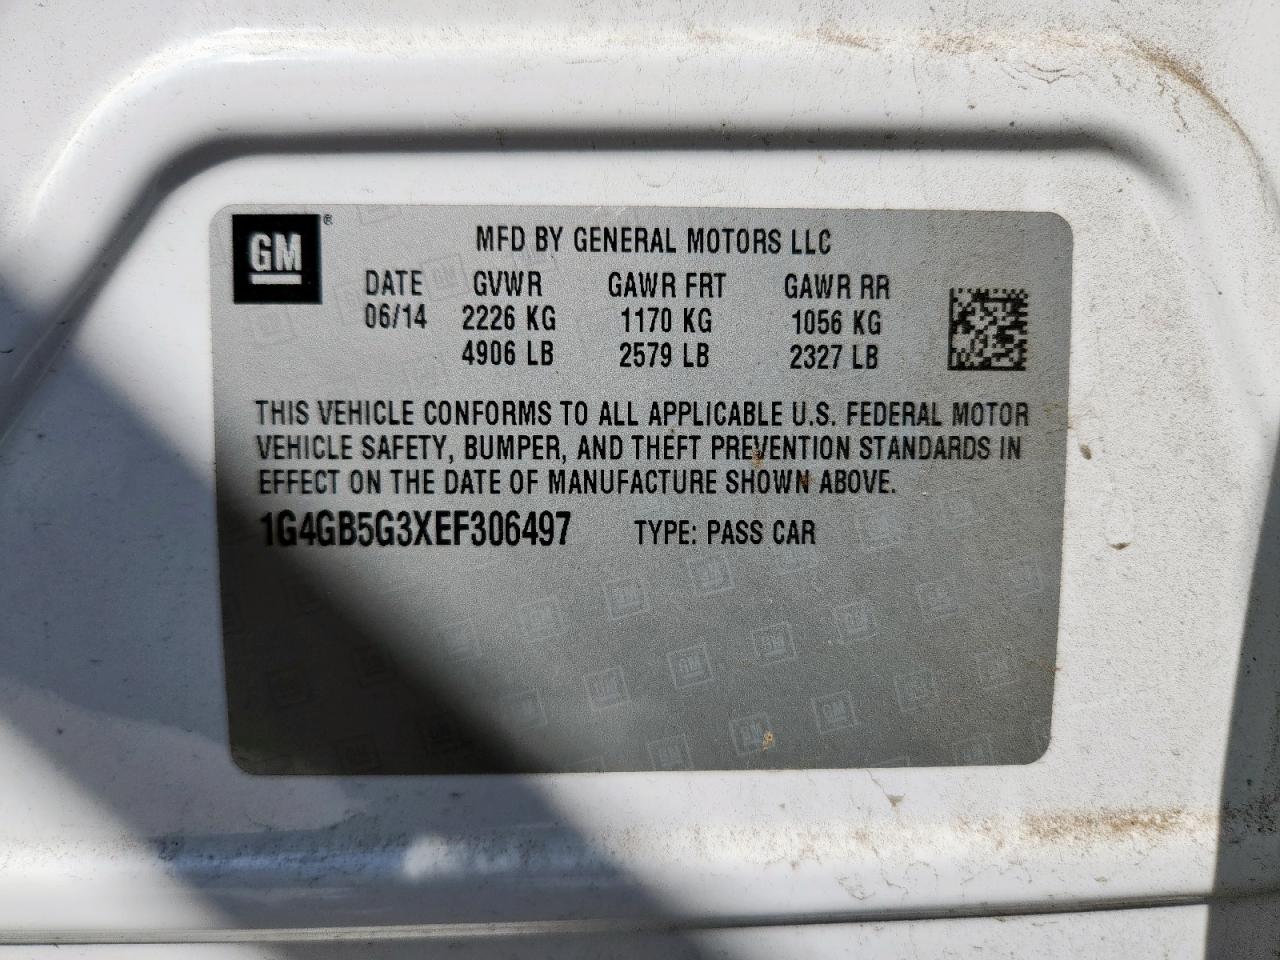 GM ®
MFD BY GENERAL MOTORS LLC
DATE GVWR GAWR FRT GAWR RR
06/14 2226 KG 1170 KG 1056 KG
4906 LB 2579 LB 2327 LB
THIS VEHICLE CONFORMS TO ALL APPLICABLE U.S. FEDERAL MOTOR
VEHICLE SAFETY, BUMPER, AND THEFT PREVENTION STANDARDS IN
EFFECT ON THE DATE OF MANUFACTURE SHOWN ABOVE.
1G4GB5G3XEF306497 TYPE: PASS CAR